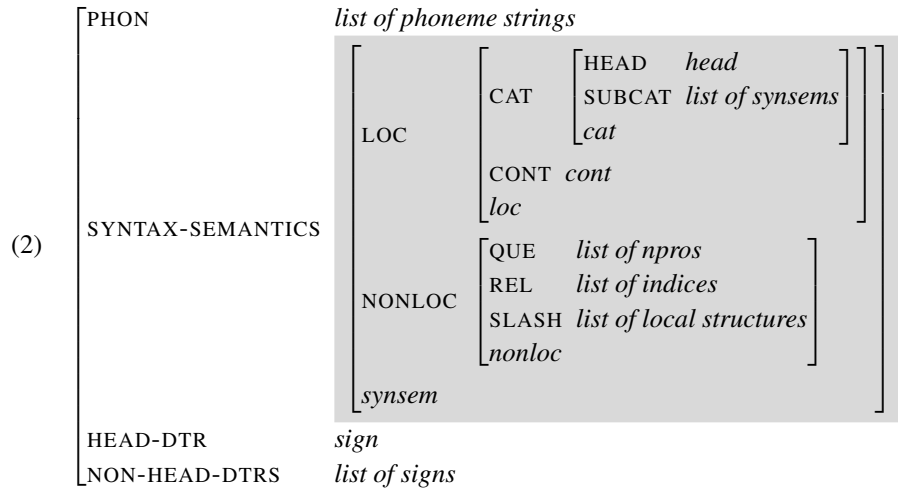 PHON list of phoneme strings
HEAD head
CAT SUBCAT list of synsems
cat
LOC
CONT cont
loc
SYNTAX-SEMANTICS
(2)
QUE list of npros
REL list of indices
NONLOC
SLASH list of local structures
nonloc
synsem
HEAD-DTR sign
NON-HEAD-DTRS list of signs